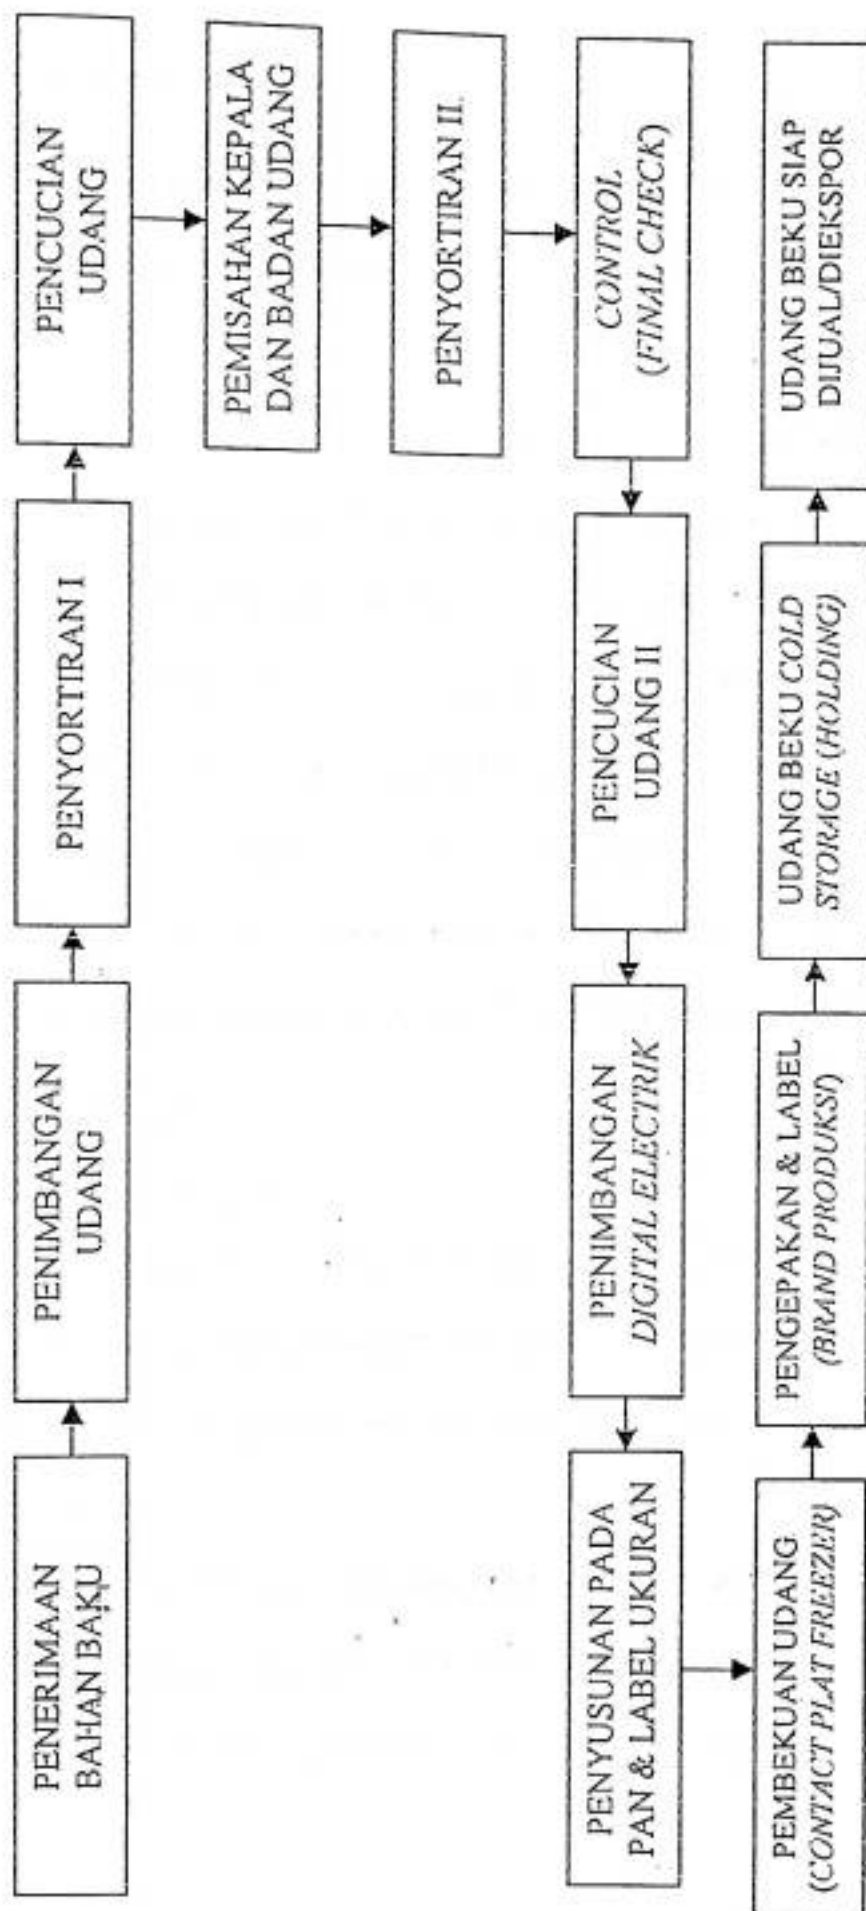 PENERIMAAN
BAHAN BAKU
PENIMBANGAN
UDANG
PENYORTIRAN I
PENCUCIAN
UDANG
PEMISAHAN KEPALA
DAN BADAN UDANG
PENYORTIRAN II.
CONTROL
(FINAL CHECK)
PENCUCIAN
UDANG II
PENIMBANGAN
DIGITAL ELECTRIK
PENYUSUNAN PADA
PAN & LABEL UKURAN
PEMBEKUAN UDANG
(CONTACT PLAT FREEZER)
PENGEPAKAN & LABEL
(BRAND PRODUKSI)
UDANG BEKU COLD
STORAGE (HOLDING)
UDANG BEKU SIAP
DIJUAL/DIEKSPOR